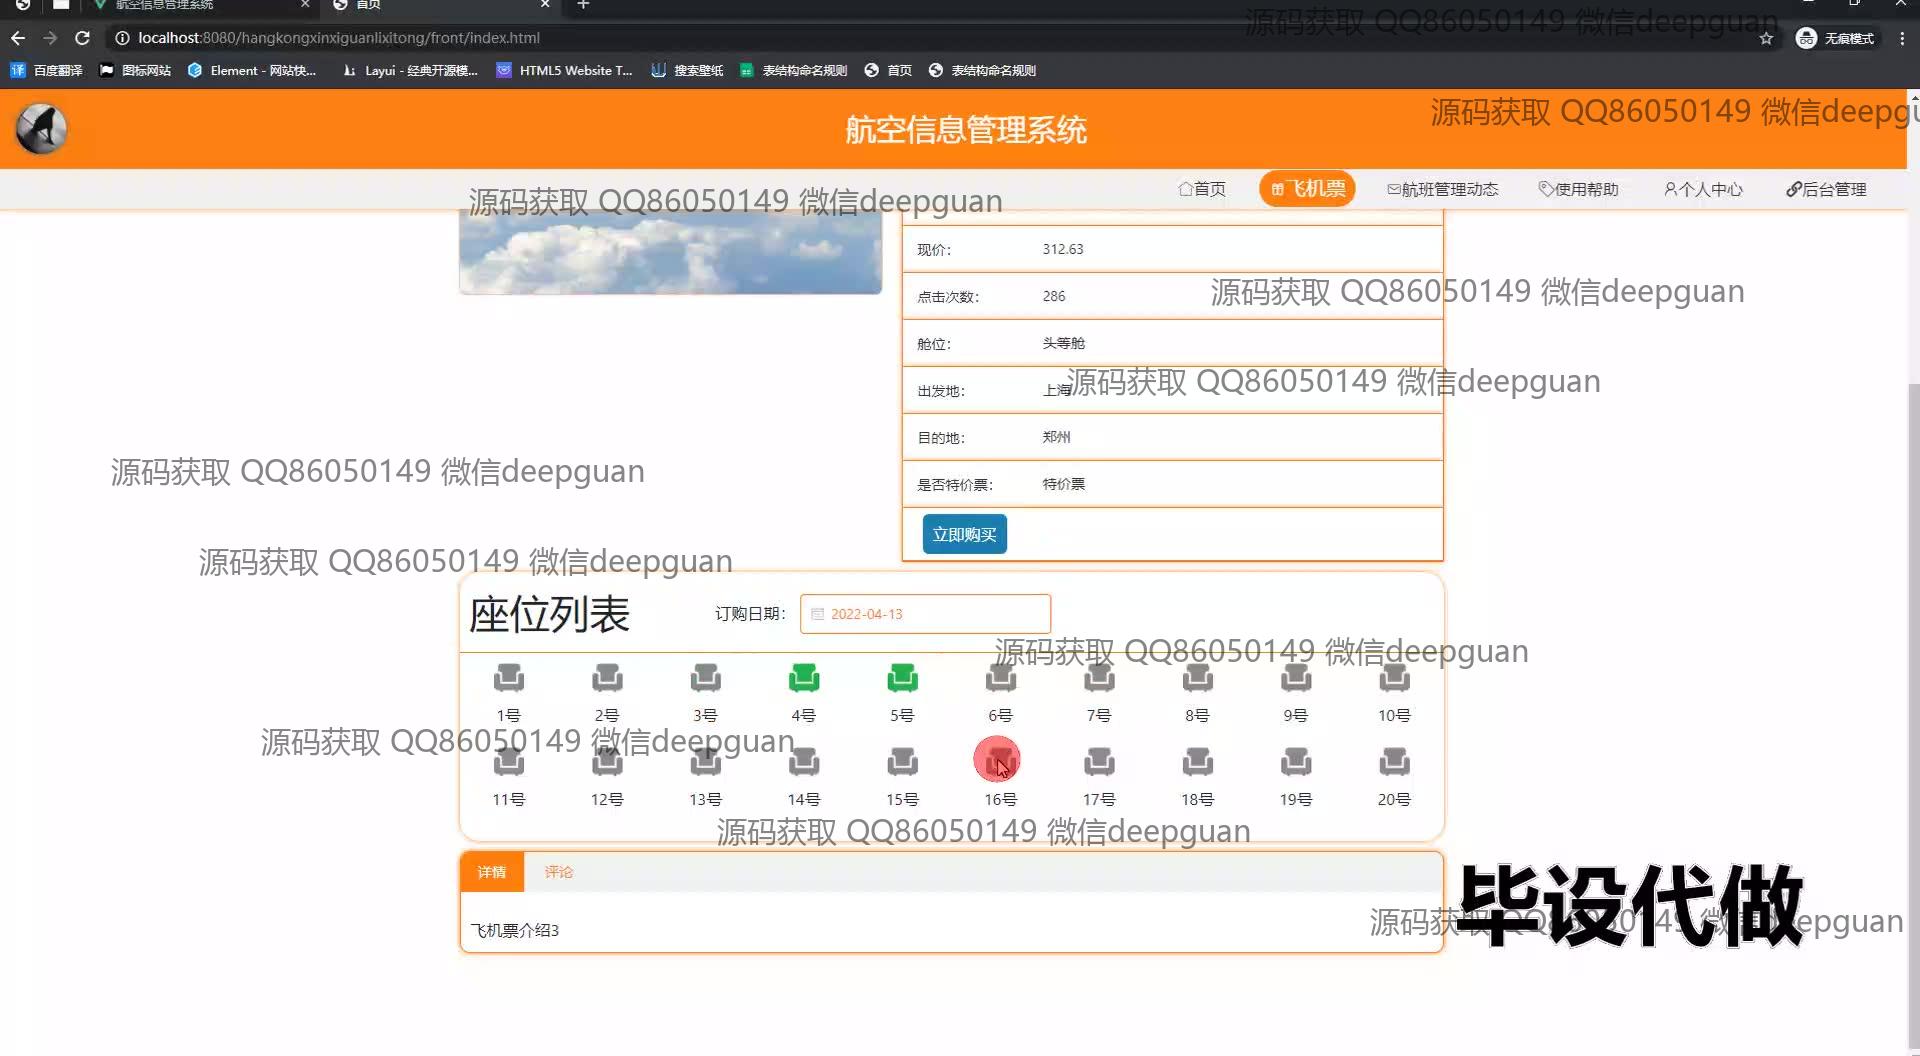 航空信息管理系统
首页
localhost:8080/hangkongxinxiguanlixitong/front/index.html
无痕模式
源码获取 QQ86050149 微信deepguan
百度翻译
图标网站
Element - 网站快...
Layui - 经典开源模...
HTML5 Website T...
搜索壁纸
表结构命名规则
首页
表结构命名规则
航空信息管理系统
源码获取 QQ86050149 微信deepgu
首页
飞机票
航班管理动态
使用帮助
个人中心
后台管理
源码获取 QQ86050149 微信deepguan
现价: 312.63
点击次数: 286
源码获取 QQ86050149 微信deepguan
舱位: 头等舱
出发地: 上海
源码获取 QQ86050149 微信deepguan
目的地: 郑州
源码获取 QQ86050149 微信deepguan
是否特价票: 特价票
立即购买
源码获取 QQ86050149 微信deepguan
座位列表
订购日期: 2022-04-13
源码获取 QQ86050149 微信deepguan
1号 2号 3号 4号 5号 6号 7号 8号 9号 10号
源码获取 QQ86050149 微信deepguan
11号 12号 13号 14号 15号 16号 17号 18号 19号 20号
源码获取 QQ86050149 微信deepguan
详情 评论
飞机票介绍3
毕设代做
源码获取 QQ86050149 微信deepguan